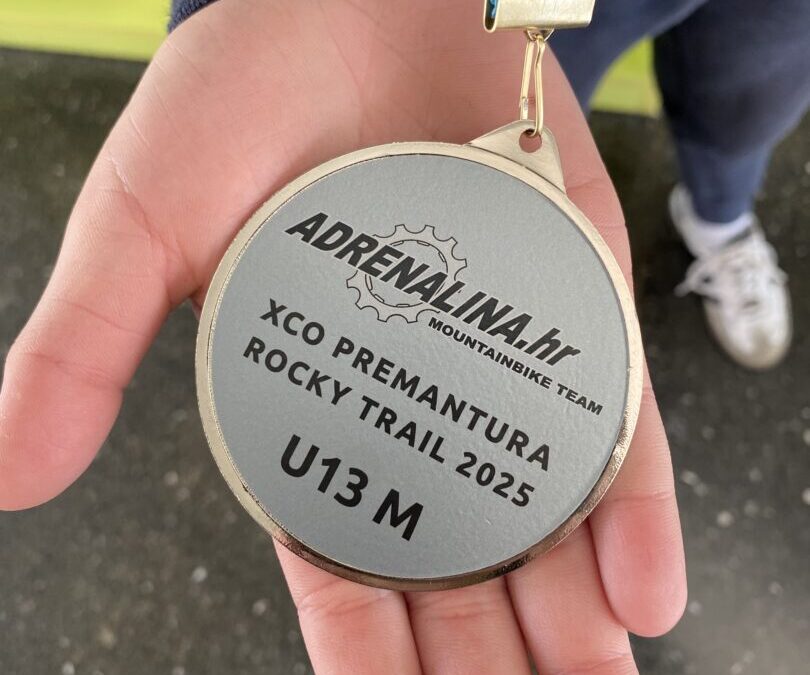 ADRENALINA.hr
MOUNTAINBIKE TEAM
XCO PREMANTURA
ROCKY TRAIL 2025
U13 M